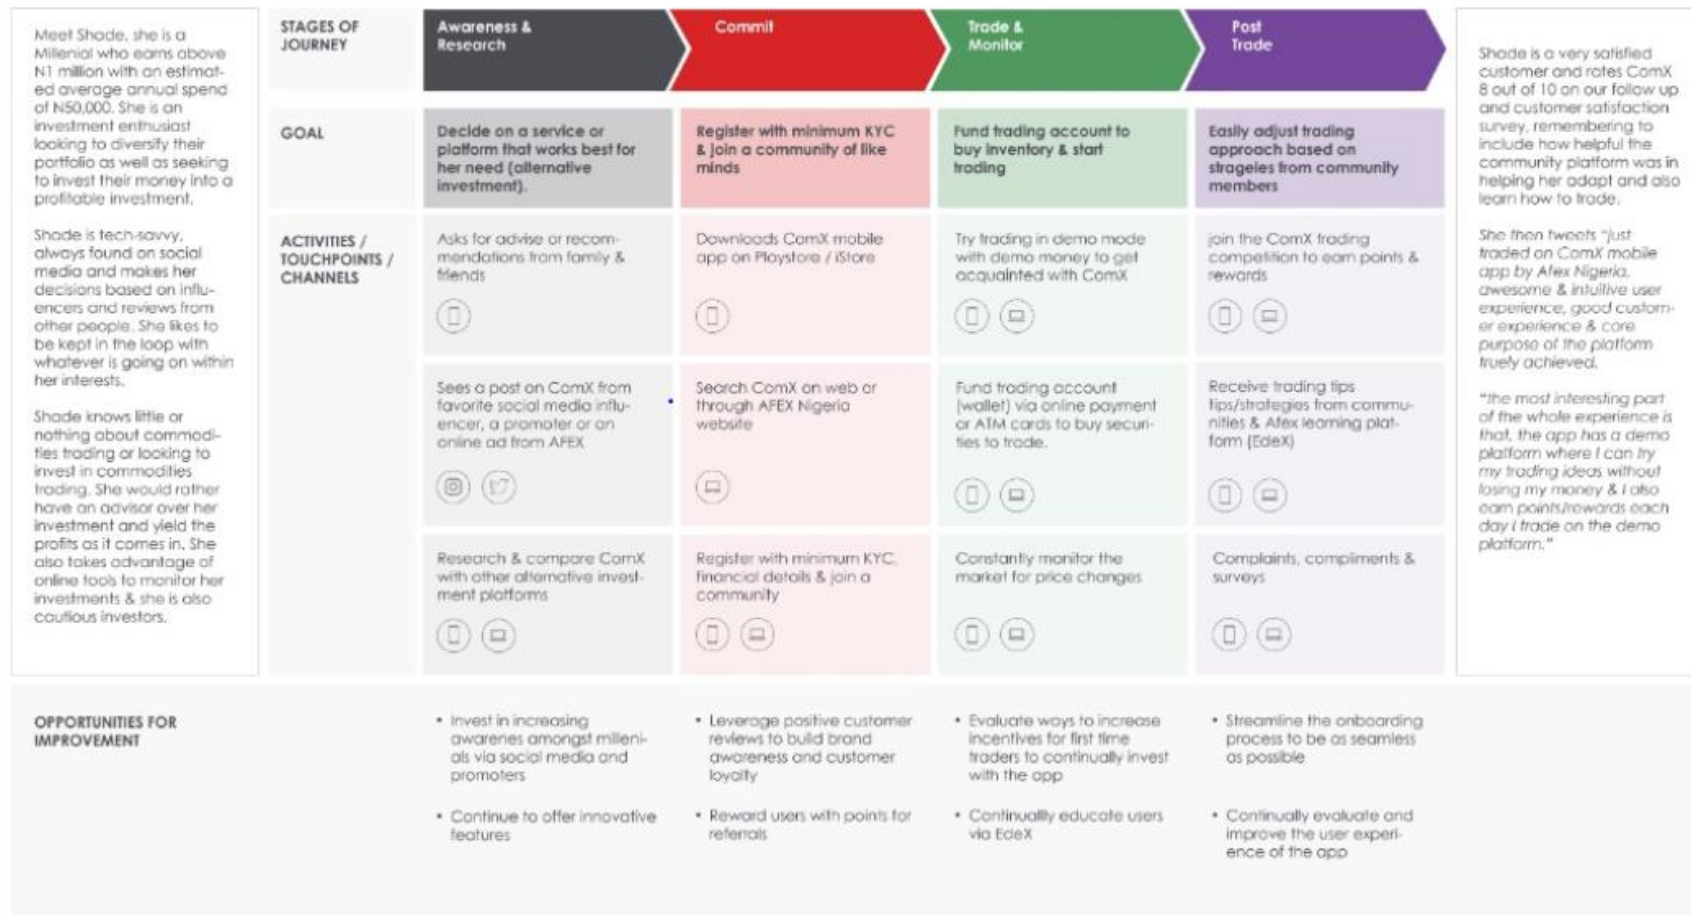 Meet Shade, she is a
Millenial who earns above
N1 million with an estimat-
ed average annual spend
of N50,000. She is an
investment enthusiast
looking to diversify their
portfolio as well as seeking
to invest their money into a
profitable investment.
Shade is tech-savvy,
always found on social
media and makes her
decisions based on influ-
encers and reviews from
other people. She likes to
be kept in the loop with
whatever is going on within
her interests.
Shade knows little or
nothing about commodi-
ties trading or looking to
invest in commodities
trading. She would rather
have an advisor over her
investment and yield the
profits as it comes in. She
also takes advantage of
online tools to monitor her
investments & she is also
cautious investors.
STAGES OF
JOURNEY
Awareness &
Research
Commit
Trade &
Monitor
Post
Trade
GOAL
Decide on a service or
platform that works best for
her need (alternative
investment).
Register with minimum KYC
& join a community of like
minds
Fund trading account to
buy inventory & start
trading
Easily adjust trading
approach based on
strageies from community
members
ACTIVITIES /
TOUCHPOINTS /
CHANNELS
Asks for advise or recom-
mendations from family &
friends
Downloads ComX mobile
app on Playstore / iStore
Try trading in demo mode
with demo money to get
acquainted with ComX
join the ComX trading
competition to earn points &
rewards
Sees a post on ComX from
favorite social media influ-
encer, a promoter or an
online ad from AFEX
Search ComX on web or
through AFEX Nigeria
website
Fund trading account
(wallet) via online payment
or ATM cards to buy securi-
ties to trade.
Receive trading tips
tips/strategies from commu-
nities & Afex learning plat-
form (EdeX)
Research & compare ComX
with other alternative invest-
ment platforms
Register with minimum KYC,
financial details & join a
community
Constantly monitor the
market for price changes
Complaints, compliments &
surveys
Shade is a very satisfied
customer and rates ComX
8 out of 10 on our follow up
and customer satisfaction
survey, remembering to
include how helpful the
community platform was in
helping her adapt and also
learn how to trade.
She then tweets "just
traded on ComX mobile
app by Afex Nigeria,
awesome & intuitive user
experience, good custom-
er experience & core
purpose of the platform
truely achieved.
"the most interesting part
of the whole experience is
that, the app has a demo
platform where I can try
my trading ideas without
losing my money & I also
earn points/rewards each
day I trade on the demo
platform."
OPPORTUNITIES FOR
IMPROVEMENT
• Invest in increasing
awarenes amongst milleni-
als via social media and
promoters
• Continue to offer innovative
features
• Leverage positive customer
reviews to build brand
awareness and customer
loyalty
• Reward users with points for
referrals
• Evaluate ways to increase
incentives for first time
traders to continually invest
with the app
• Continuallly educate users
via EdeX
• Streamline the onboarding
process to be as seamless
as possible
• Continually evaluate and
improve the user experi-
ence of the app